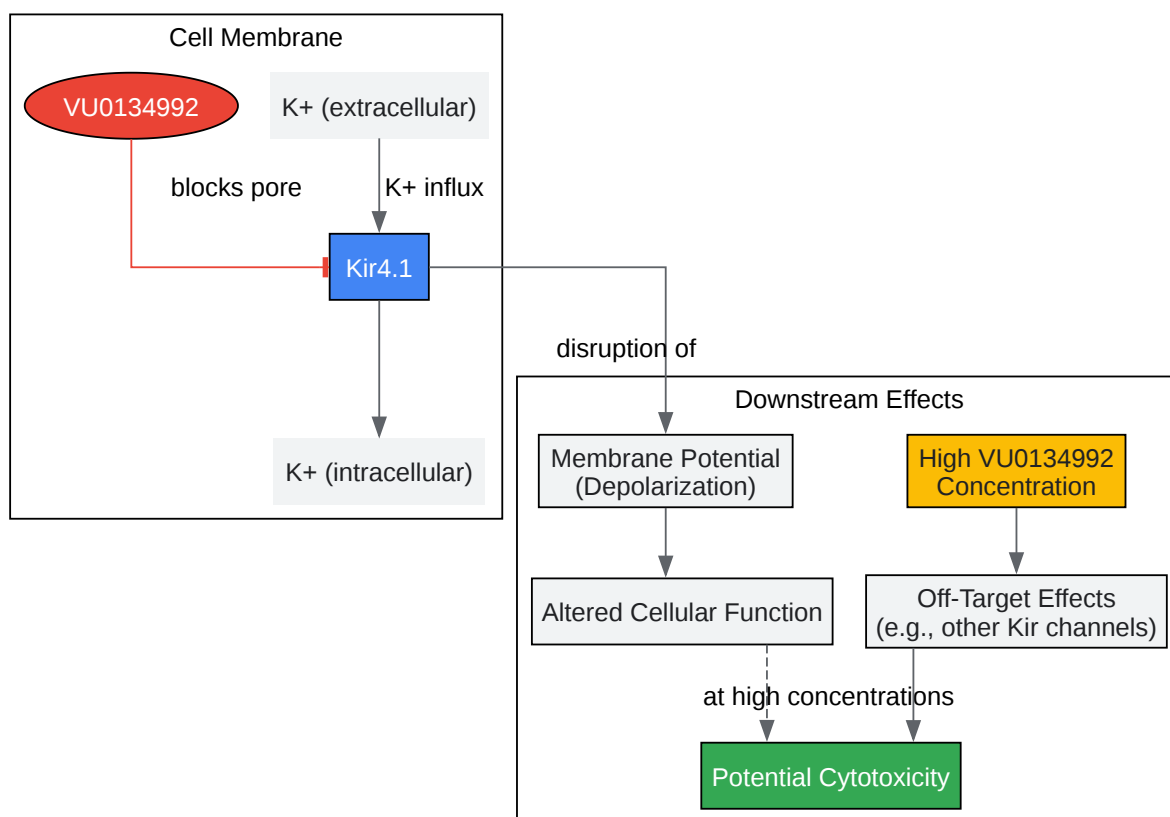 Cell Membrane
VU0134992
K+ (extracellular)
blocks pore
K+ influx
Kir4.1
K+ (intracellular)
disruption of
Downstream Effects
Membrane Potential
(Depolarization)
High VU0134992
Concentration
Altered Cellular Function
Off-Target Effects
(e.g., other Kir channels)
at high concentrations
Potential Cytotoxicity